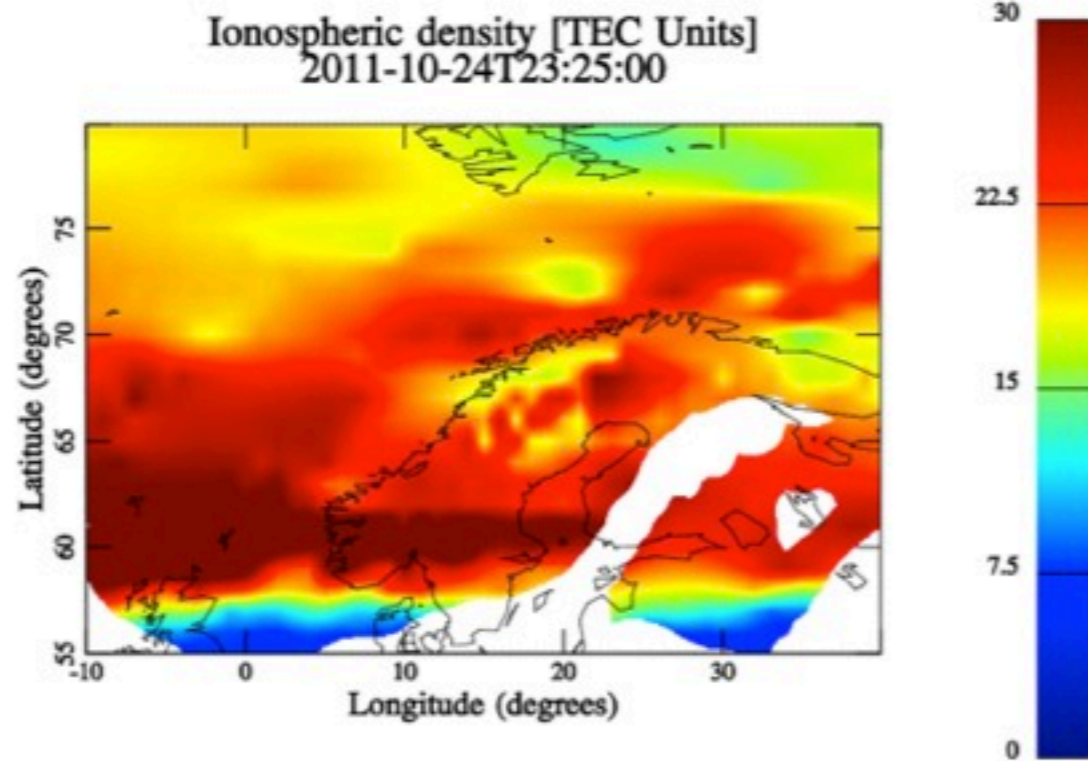 Ionospheric density [TEC Units]
2011-10-24T23:25:00
30
22.5
15
7.5
0
75
70
65
60
55
Latitude (degrees)
-10 0 10 20 30
Longitude (degrees)